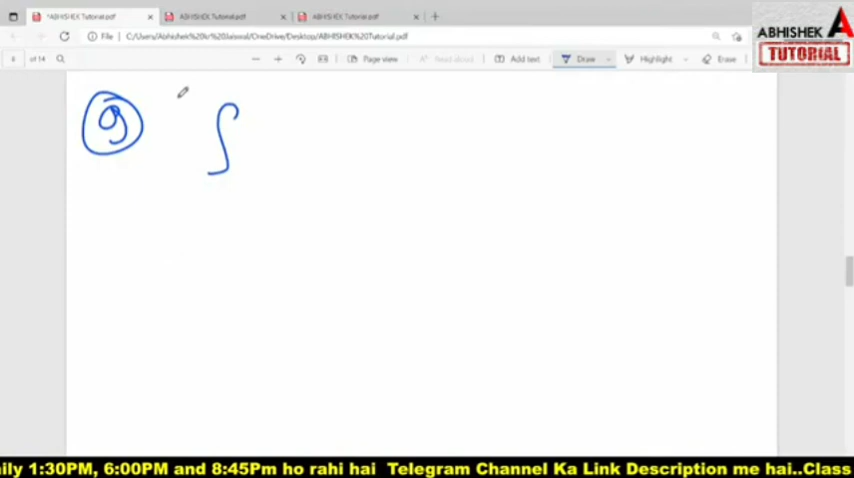 *ABHISHEK Tutorial.pdf ABHISHEK Tutorial.pdf ABHISHEK Tutorial.pdf
File C:/Users/Abhishek%20kr%20Jaiswal/OneDrive/Desktop/ABHISHEK%20Tutorial.pdf
of 14 Page view Read aloud Add text Draw Highlight Erase
ABHISHEK A
TUTORIAL
9 ∫
ily 1:30PM, 6:00PM and 8:45Pm ho rahi hai Telegram Channel Ka Link Description me hai..Class